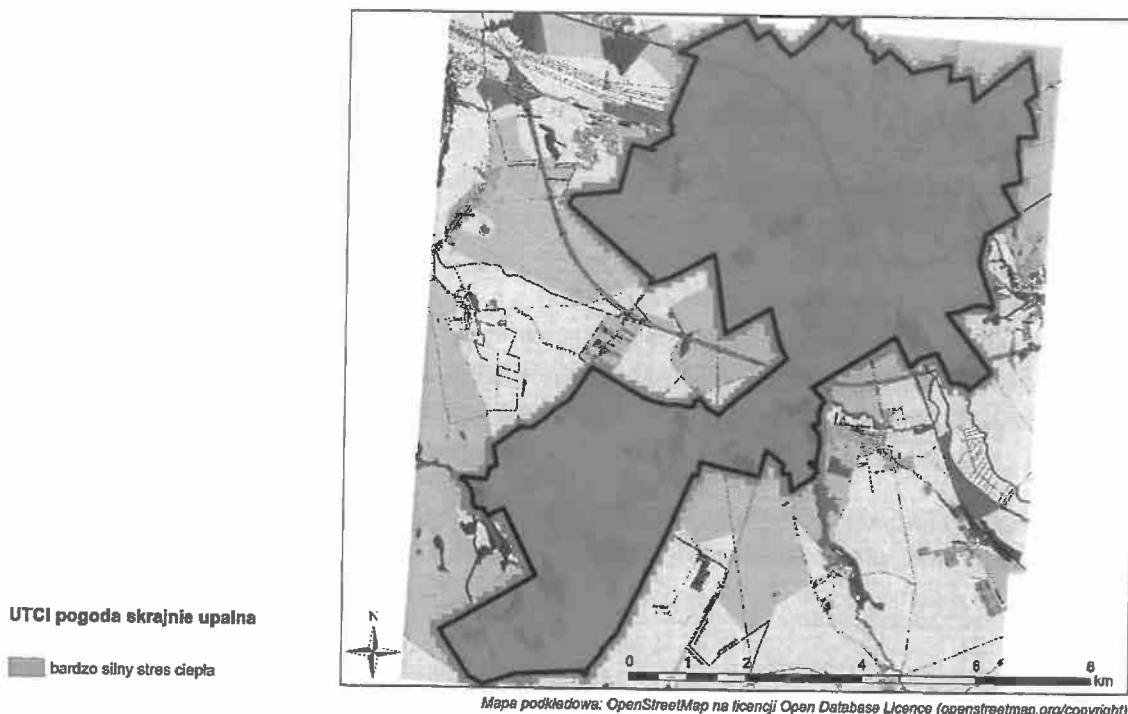 UTCI pogoda skrajnie upalna
bardzo silny stres ciepła
N
0 1 2 4 6 8
km
Mapa podkładowa: OpenStreetMap na licencji Open Database Licence (openstreetmap.org/copyright)